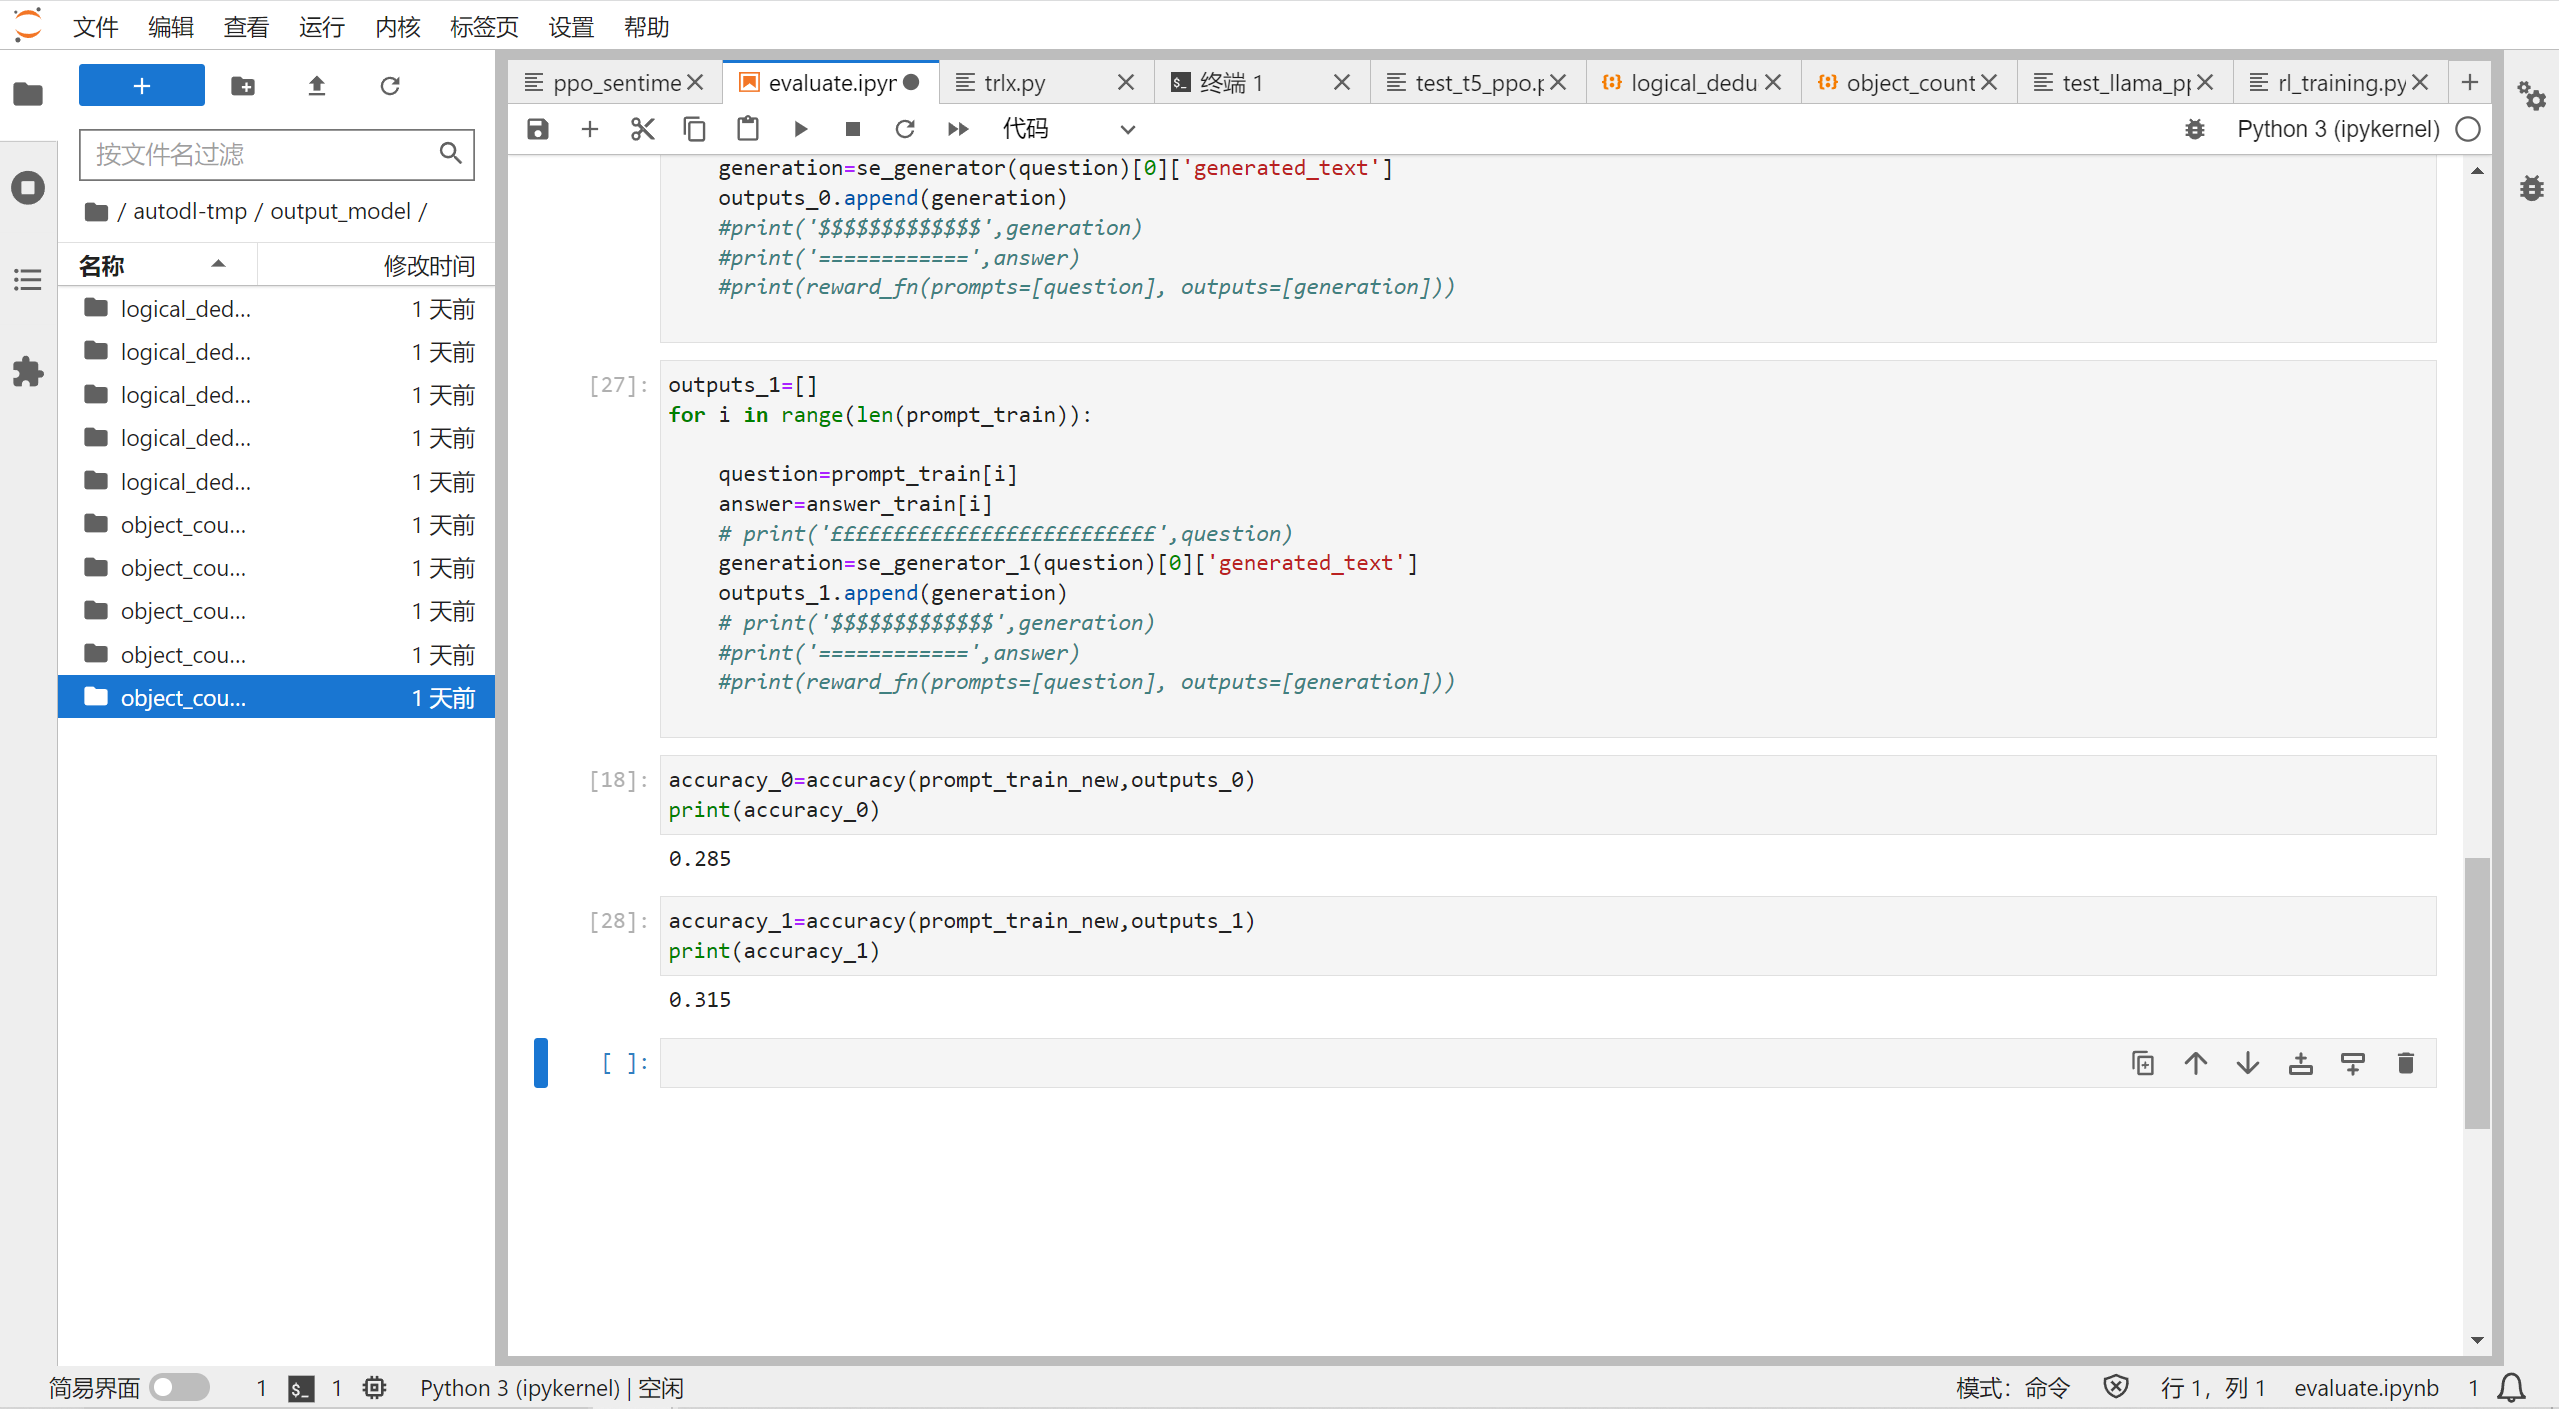 文件 编辑 查看 运行 内核 标签页 设置 帮助
ppo_sentime evaluate.ipyr trlx.py 终端 1 test_t5_ppo.p logical_dedu object_count test_llama_pp rl_training.py
代码 Python 3 (ipykernel)
按文件名过滤
/ autodl-tmp / output_model /
名称 修改时间
logical_ded... 1 天前
logical_ded... 1 天前
logical_ded... 1 天前
logical_ded... 1 天前
logical_ded... 1 天前
object_cou... 1 天前
object_cou... 1 天前
object_cou... 1 天前
object_cou... 1 天前
object_cou... 1 天前
generation=se_generator(question)[0]['generated_text']
outputs_0.append(generation)
#print('$$$$$$$$$$$$$',generation)
#print('============',answer)
#print(reward_fn(prompts=[question], outputs=[generation]))
[27]:
outputs_1=[]
for i in range(len(prompt_train)):
question=prompt_train[i]
answer=answer_train[i]
# print('££££££££££££££££££££££££££',question)
generation=se_generator_1(question)[0]['generated_text']
outputs_1.append(generation)
# print('$$$$$$$$$$$$$',generation)
#print('============',answer)
#print(reward_fn(prompts=[question], outputs=[generation]))
[18]:
accuracy_0=accuracy(prompt_train_new,outputs_0)
print(accuracy_0)
0.285
[28]:
accuracy_1=accuracy(prompt_train_new,outputs_1)
print(accuracy_1)
0.315
[ ]:
简易界面 1 $_ 1 Python 3 (ipykernel) | 空闲 模式：命令 行 1，列 1 evaluate.ipynb 1